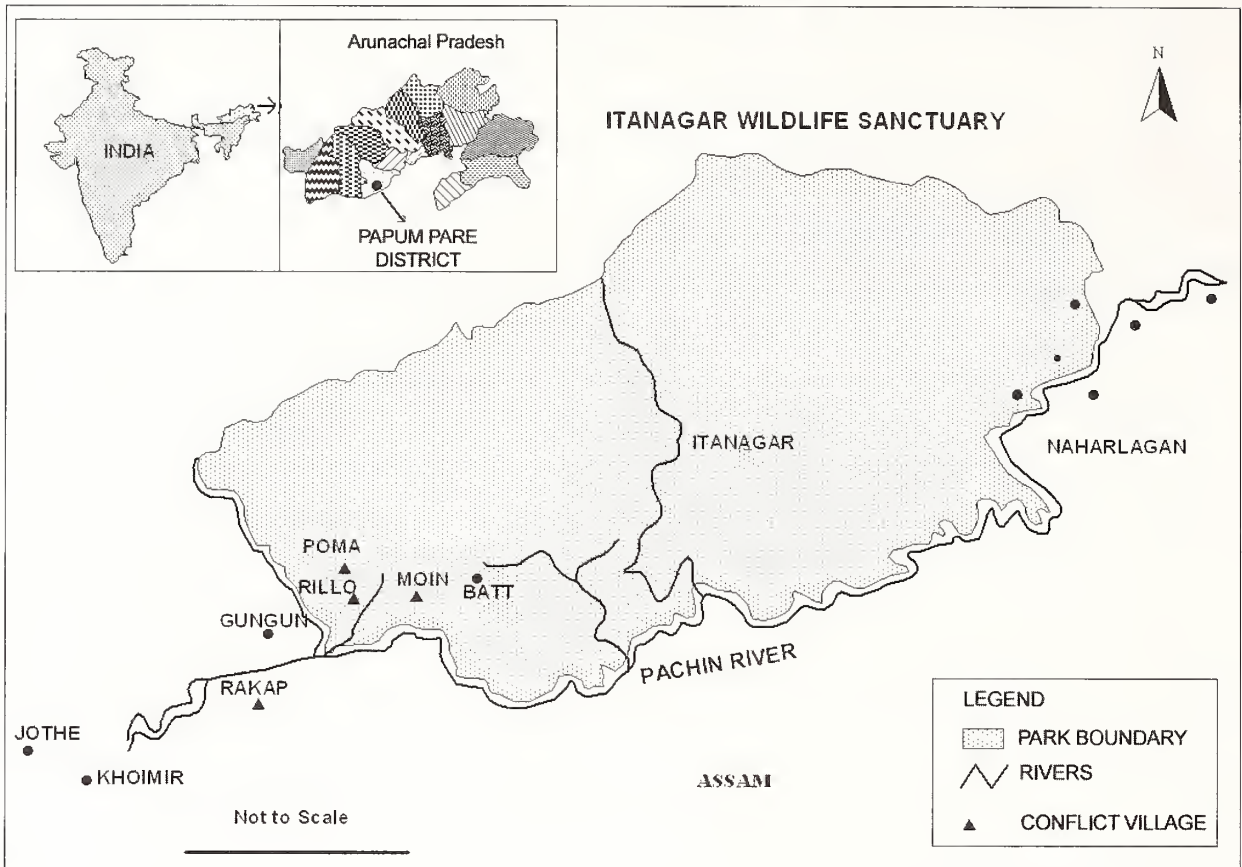 Arunachal Pradesh
INDIA
PAPUM PARE
DISTRICT
N
ITANAGAR WILDLIFE SANCTUARY
ITANAGAR
NAHARLAGAN
POMA
RILLO
MOIN
BATT
GUNGUN
PACHIN RIVER
RAKAP
JOTHE
KHOIMIR
ASSAM
Not to Scale
LEGEND
PARK BOUNDARY
RIVERS
CONFLICT VILLAGE